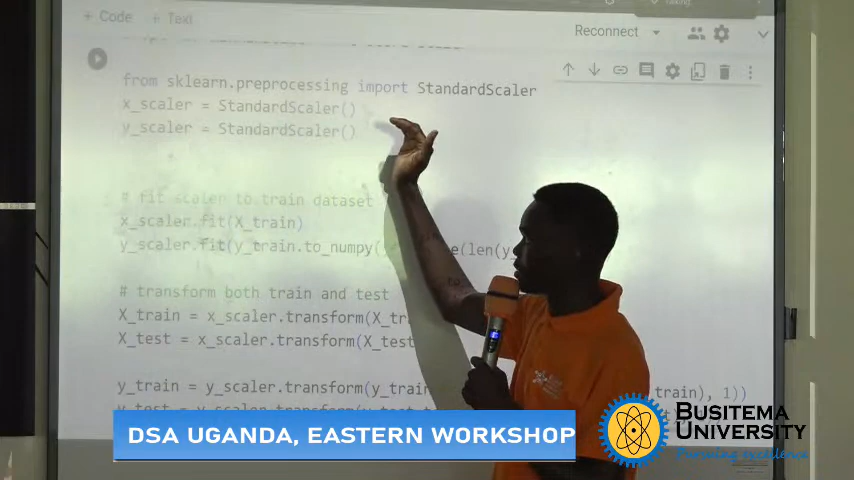 + Code + Text
Reconnect
from sklearn.preprocessing import StandardScaler
x_scaler = StandardScaler()
y_scaler = StandardScaler()
# fit scaler to train dataset
x_scaler.fit(X_train)
y_scaler.fit(y_train.to_numpy( e(len(y_
# transform both train and test
X_train = x_scaler.transform(X_tr
X_test = x_scaler.transform(X_test
y_train = y_scaler.transform(y_train train), 1))
DSA UGANDA, EASTERN WORKSHOP
BUSITEMA
UNIVERSITY
Pursuing excellence